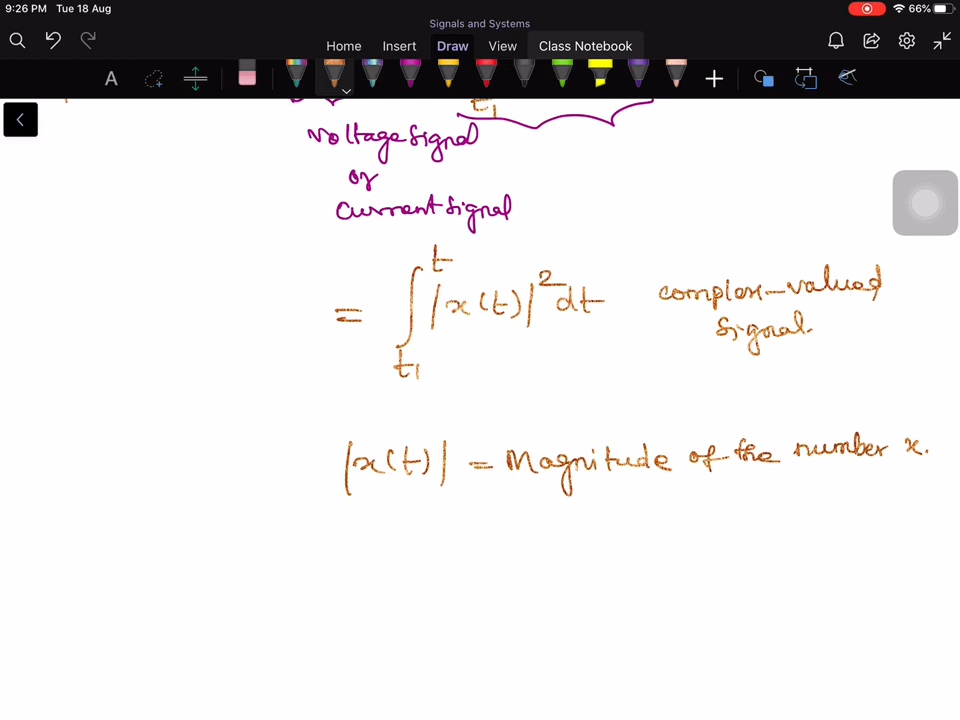 9:26 PM Tue 18 Aug
66%
Signals and Systems
Home Insert Draw View Class Notebook
A
t1
Voltage Signal
or
Current Signal
= ∫_{t1}^{t} |x(t)|² dt complex-valued
Signal.
|x(t)| = Magnitude of the number x.